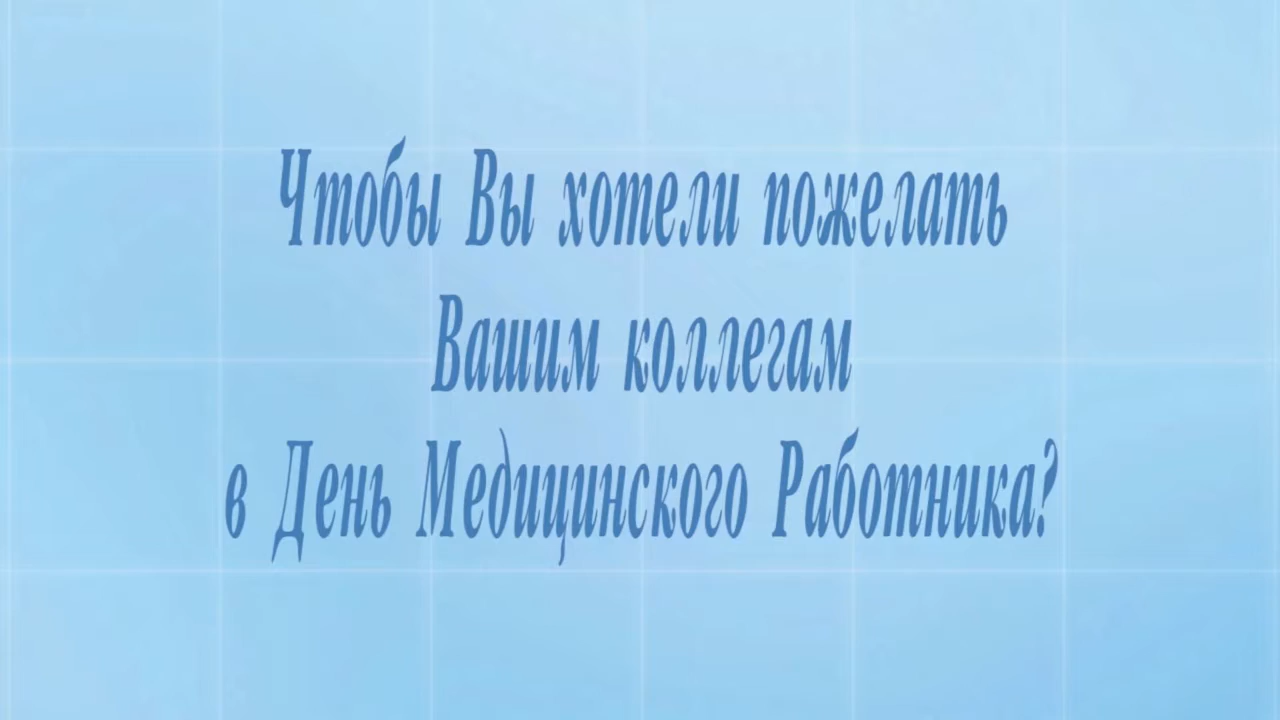 Чтобы Вы хотели пожелать
Вашим коллегам
в День Медицинского Работника?